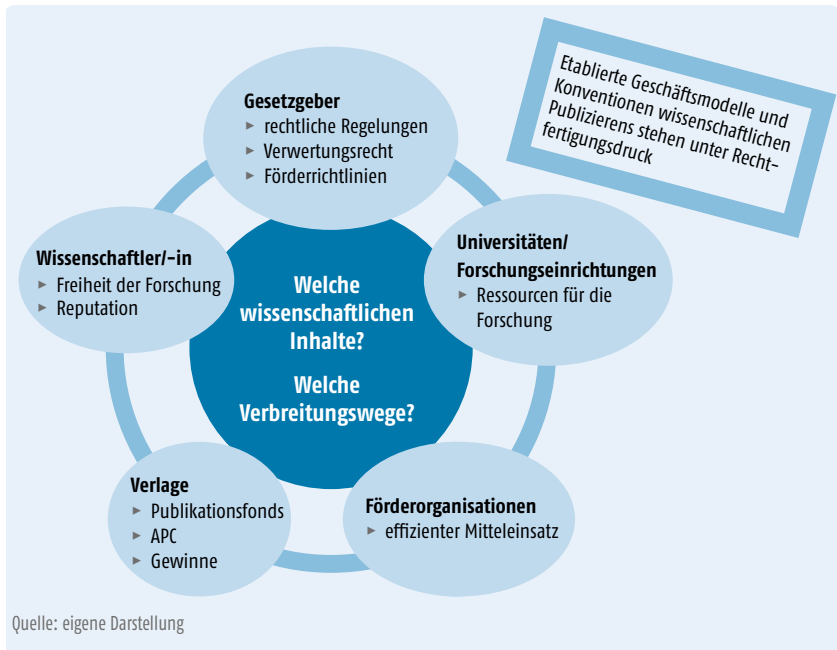 Etablierte Geschäftsmodelle und
Konventionen wissenschaftlichen
Publizierens stehen unter Recht-
fertigungsdruck
Gesetzgeber
► rechtliche Regelungen
► Verwertungsrecht
► Förderrichtlinien
Wissenschaftler/-in
► Freiheit der Forschung
► Reputation
Universitäten/
Forschungseinrichtungen
► Ressourcen für die
Forschung
Welche
wissenschaftlichen
Inhalte?
Welche
Verbreitungswege?
Verlage
► Publikationsfonds
► APC
► Gewinne
Förderorganisationen
► effizienter Mitteleinsatz
Quelle: eigene Darstellung